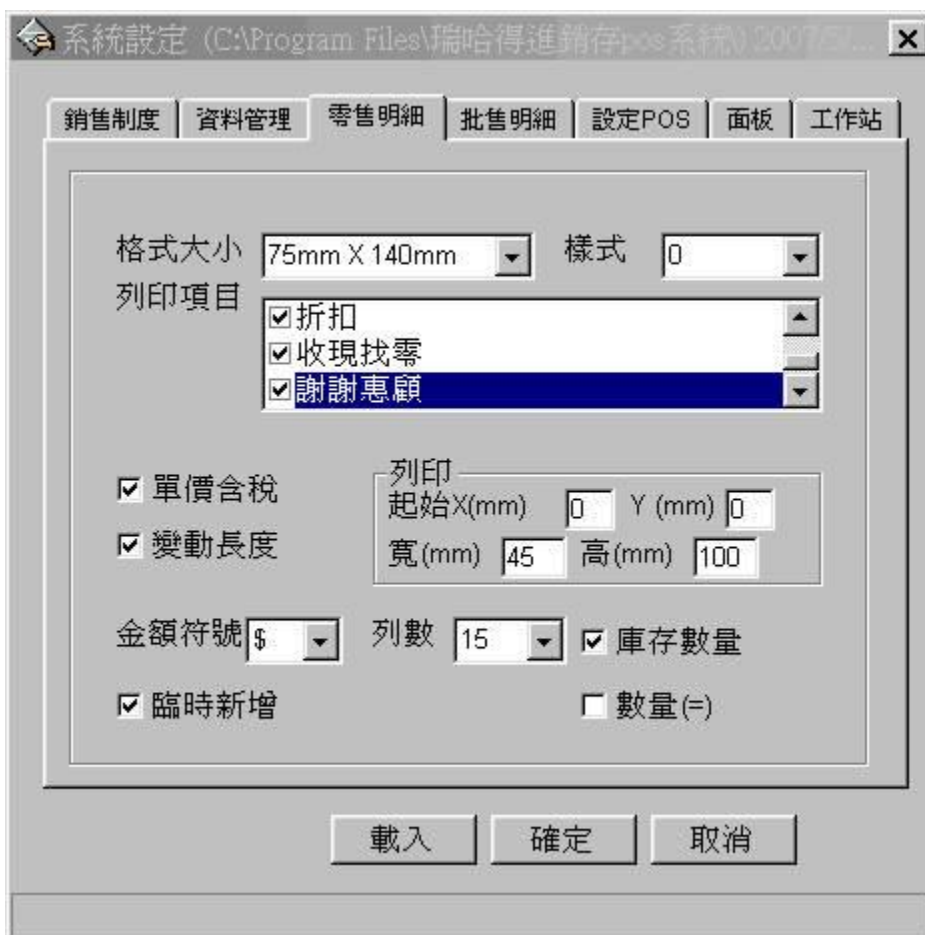 系統設定 (C:\Program Files\瑞哈得進銷存pos系統\ 2007/5/...
銷售制度 資料管理 零售明細 批售明細 設定POS 面板 工作站
格式大小 75mm X 140mm 樣式 0
列印項目
折扣
收現找零
謝謝惠顧
單價含稅
變動長度
列印
起始X(mm) 0 Y (mm) 0
寬(mm) 45 高(mm) 100
金額符號 $ 列數 15 庫存數量
臨時新增 數量(=)
載入 確定 取消